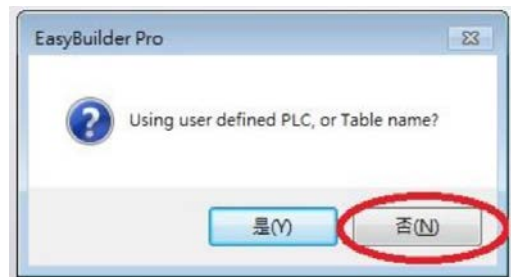 EasyBuilder Pro
Using user defined PLC, or Table name?
是(Y)
否(N)